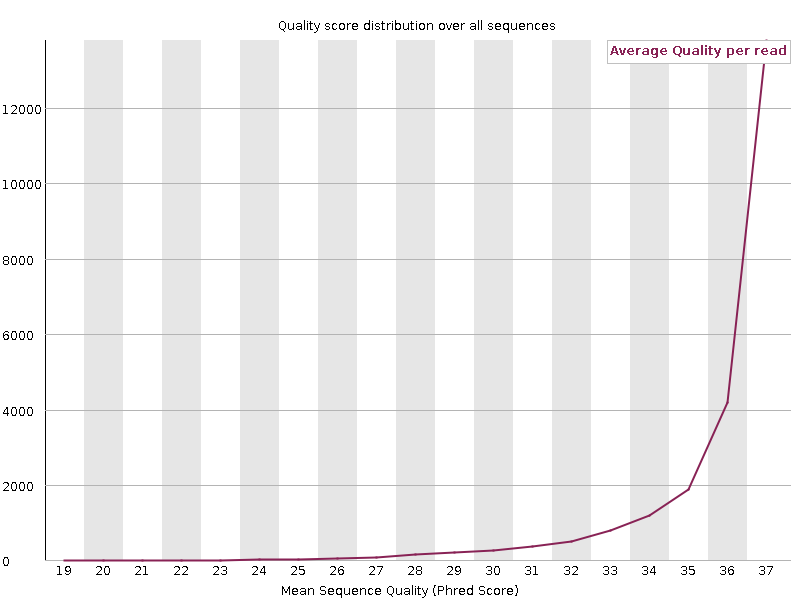 Quality score distribution over all sequences
Average Quality per read
12000
10000
8000
6000
4000
2000
0
19 20 21 22 23 24 25 26 27 28 29 30 31 32 33 34 35 36 37
Mean Sequence Quality (Phred Score)